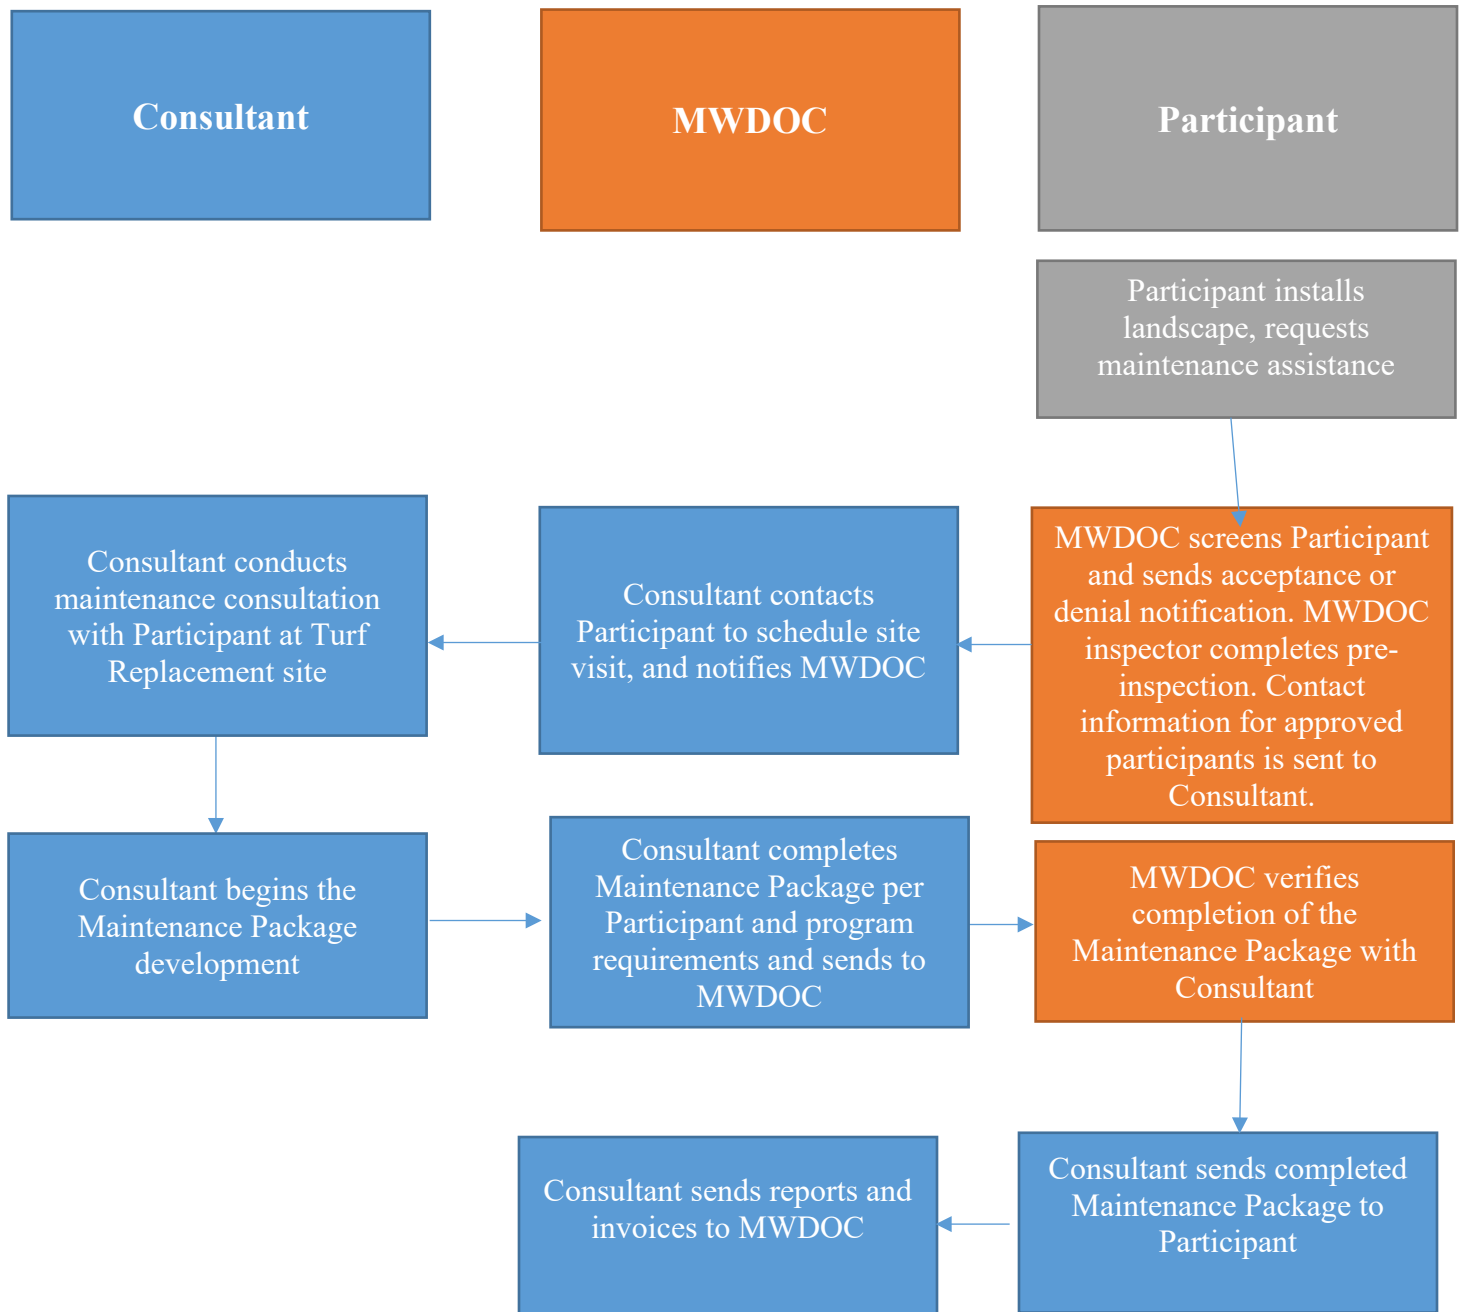 Consultant
MWDOC
Participant
Participant installs
landscape, requests
maintenance assistance
Consultant conducts
maintenance consultation
with Participant at Turf
Replacement site
Consultant contacts
Participant to schedule site
visit, and notifies MWDOC
MWDOC screens Participant
and sends acceptance or
denial notification. MWDOC
inspector completes pre-
inspection. Contact
information for approved
participants is sent to
Consultant.
Consultant begins the
Maintenance Package
development
Consultant completes
Maintenance Package per
Participant and program
requirements and sends to
MWDOC
MWDOC verifies
completion of the
Maintenance Package with
Consultant
Consultant sends reports and
invoices to MWDOC
Consultant sends completed
Maintenance Package to
Participant